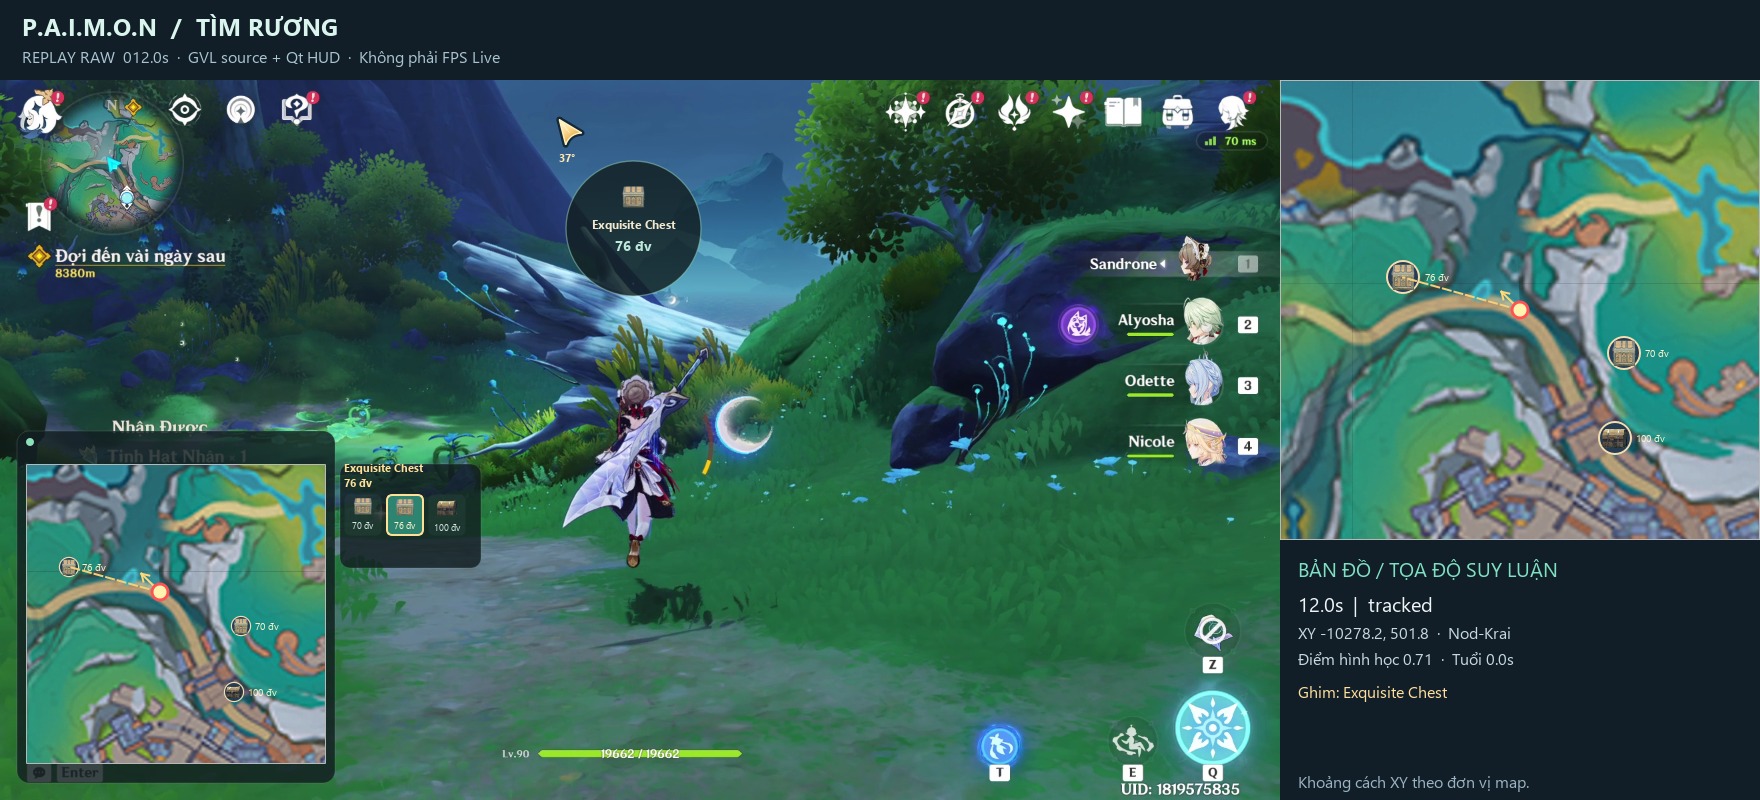 P.A.I.M.O.N / TÌM RƯƠNG
REPLAY RAW 012.0s · GVL source + Qt HUD · Không phải FPS Live
N
37°
Exquisite Chest
76 đv
70 ms
Đợi đến vài ngày sau
8380m
Sandrone
1
Alyosha
2
Odette
3
Nicole
4
Nhận Được
Tinh Hạt Nhân · 1
76 đv
70 đv
100 đv
Exquisite Chest
76 đv
70 đv
76 đv
100 đv
Enter
Lv.90
19662 / 19662
Z
T
E
Q
UID: 1819575835
76 đv
70 đv
100 đv
BẢN ĐỒ / TỌA ĐỘ SUY LUẬN
12.0s | tracked
XY -10278.2, 501.8 · Nod-Krai
Điểm hình học 0.71 · Tuổi 0.0s
Ghim: Exquisite Chest
Khoảng cách XY theo đơn vị map.